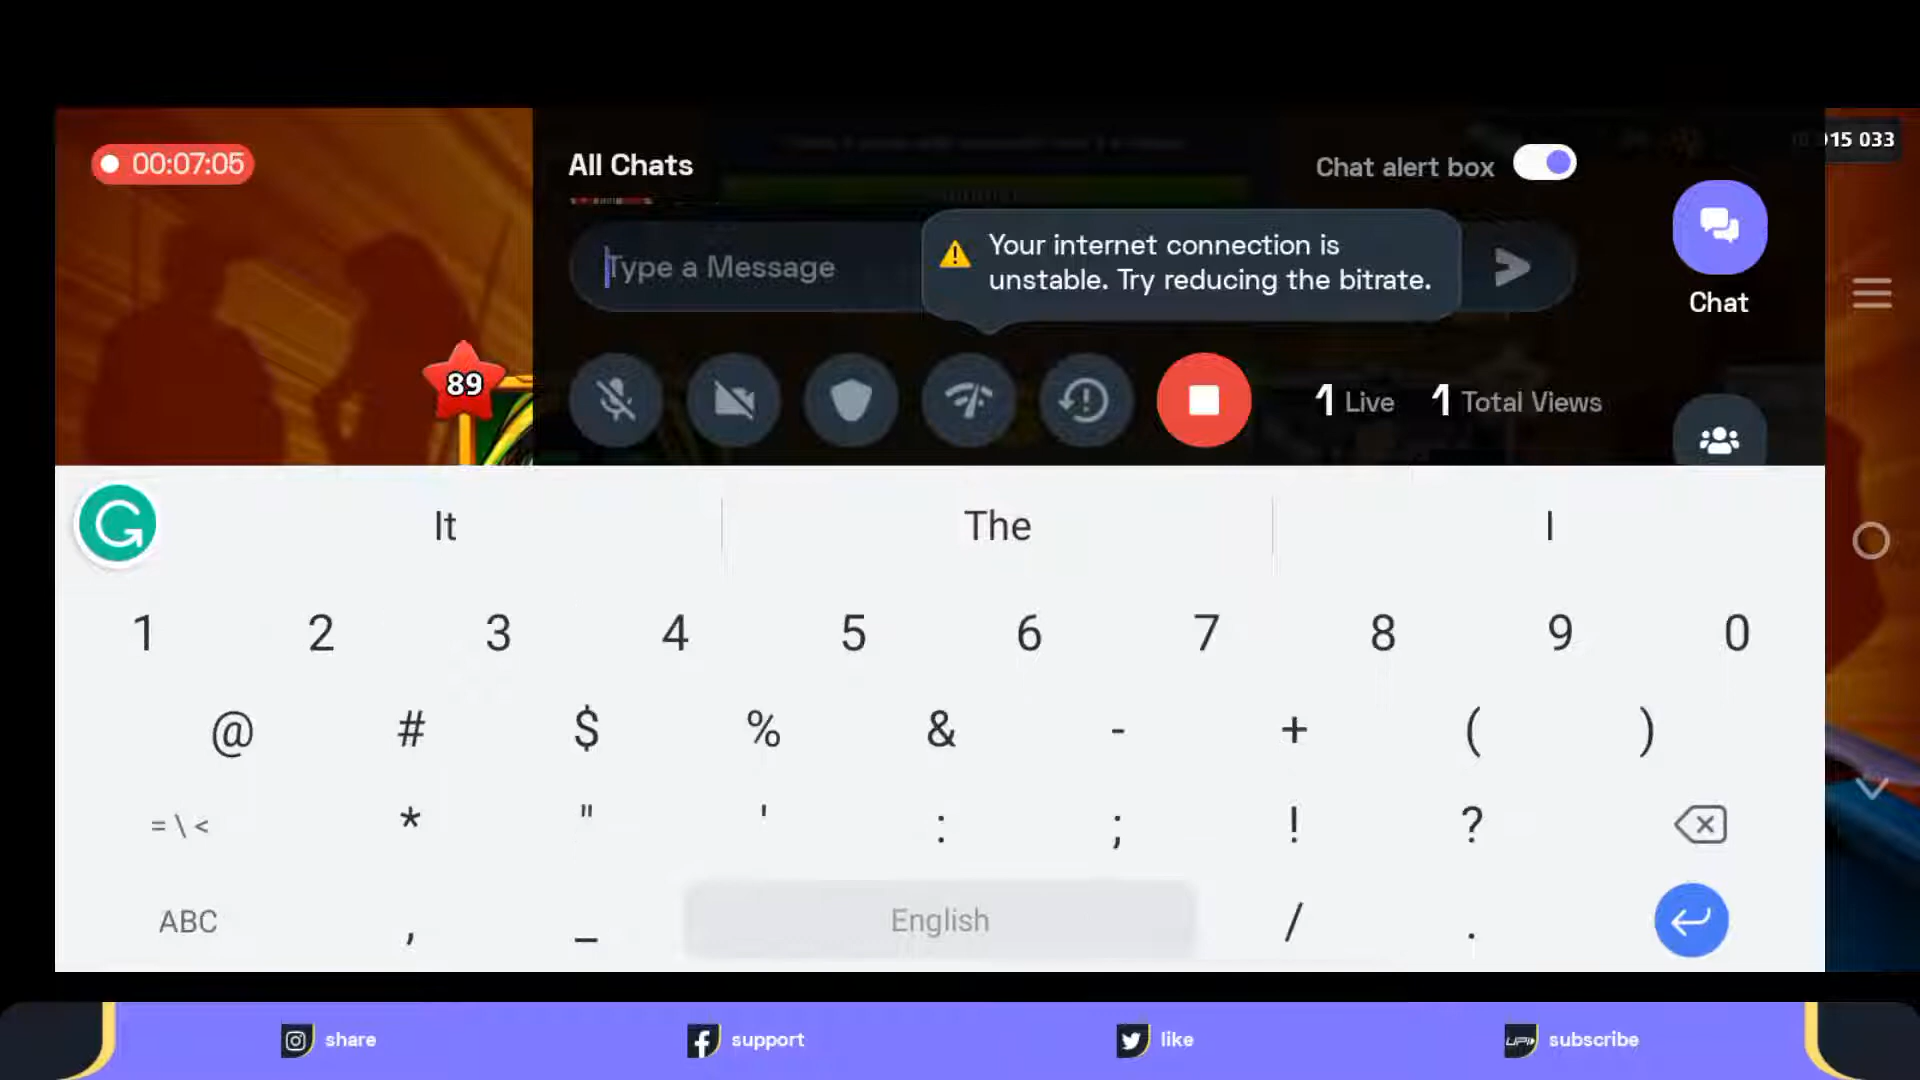 00:07:05
All Chats
Chat alert box
15 033
Type a Message
Your internet connection is
unstable. Try reducing the bitrate.
Chat
89
1 Live 1 Total Views
It The I
1 2 3 4 5 6 7 8 9 0
@ # $ % & - + ( )
= \ < * " ' : ; ! ?
ABC , _ English / .
share support like subscribe